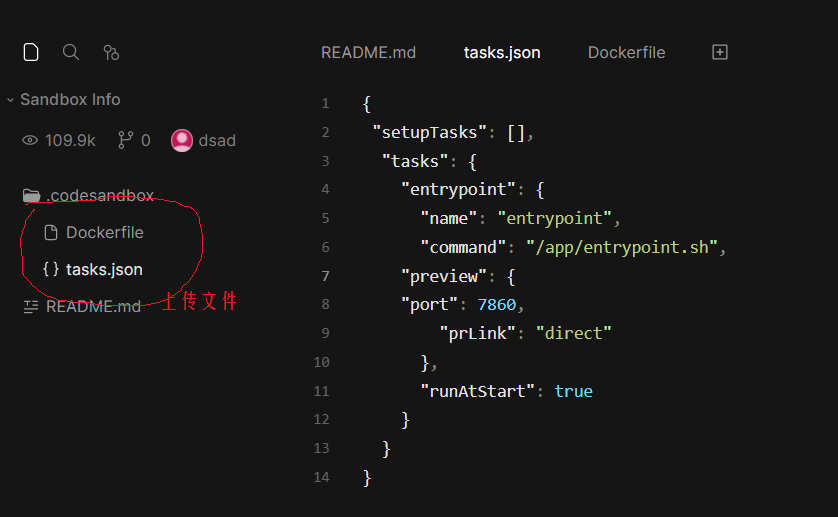 README.md
tasks.json
Dockerfile
Sandbox Info
109.9k
0
dsad
.codesandbox
Dockerfile
{ } tasks.json
README.md
上传文件
1 {
2 "setupTasks": [],
3 "tasks": {
4 "entrypoint": {
5 "name": "entrypoint",
6 "command": "/app/entrypoint.sh",
7 "preview": {
8 "port": 7860,
9 "prLink": "direct"
10 },
11 "runAtStart": true
12 }
13 }
14 }